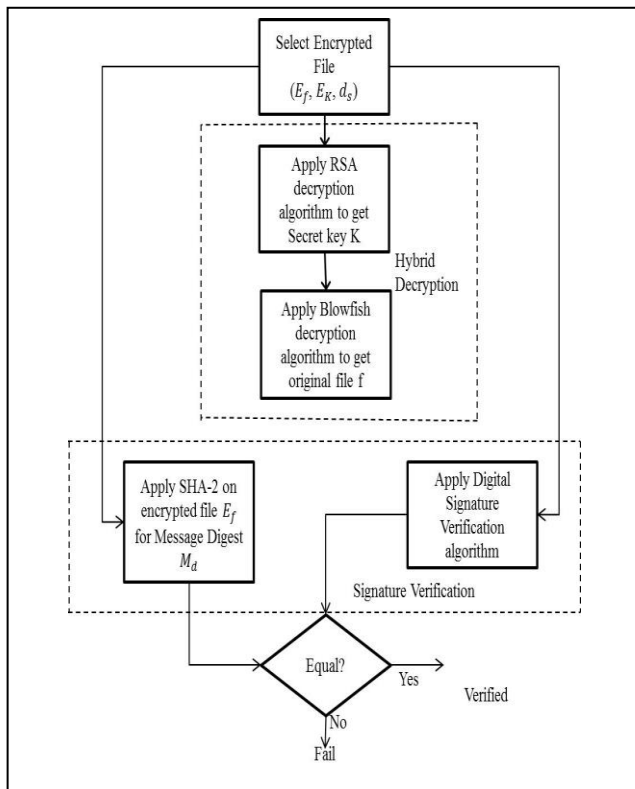 Select Encrypted
File
(E_f, E_K, d_s)
Apply RSA
decryption
algorithm to get
Secret key K
Hybrid
Decryption
Apply Blowfish
decryption
algorithm to get
original file f
Apply SHA-2 on
encrypted file E_f
for Message Digest
M_d
Apply Digital
Signature
Verification
algorithm
Signature Verification
Equal?
Yes
Verified
No
Fail